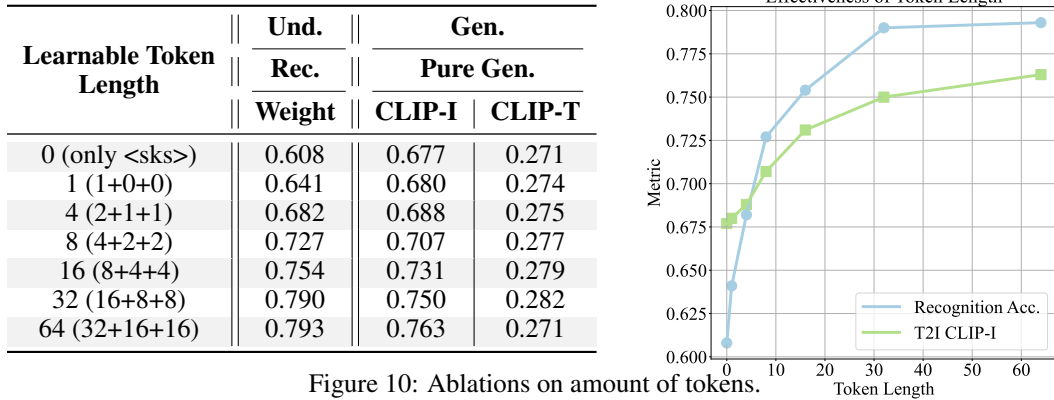 Learnable Token Length Und. Gen.
Rec. Pure Gen.
Weight CLIP-I CLIP-T
0 (only <sks>) 0.608 0.677 0.271
1 (1+0+0) 0.641 0.680 0.274
4 (2+1+1) 0.682 0.688 0.275
8 (4+2+2) 0.727 0.707 0.277
16 (8+4+4) 0.754 0.731 0.279
32 (16+8+8) 0.790 0.750 0.282
64 (32+16+16) 0.793 0.763 0.271
Effectiveness of Token Length
Metric
0.800
0.775
0.750
0.725
0.700
0.675
0.650
0.625
0.600
Recognition Acc.
T2I CLIP-I
0 10 20 30 40 50 60
Token Length
Figure 10: Ablations on amount of tokens.